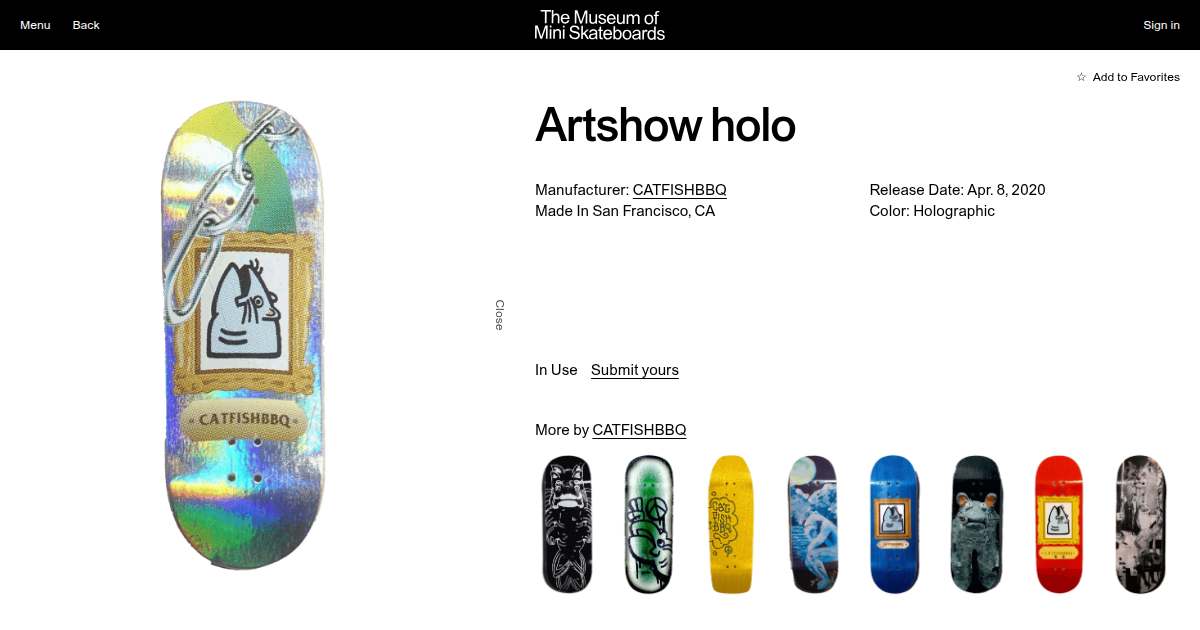 Menu
Back
The Museum of
Mini Skateboards
Sign in
☆ Add to Favorites
Artshow holo
Manufacturer: CATFISHBBQ
Made In San Francisco, CA
Release Date: Apr. 8, 2020
Color: Holographic
CATFISHBBQ
Close
In Use Submit yours
More by CATFISHBBQ